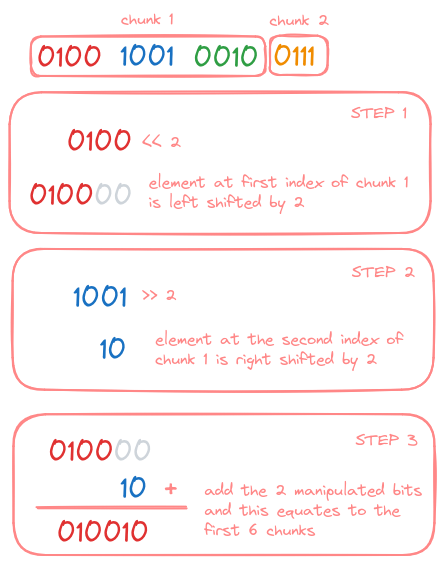 chunk 1 chunk 2
0100 1001 0010 0111
STEP 1
0100 << 2
010000
element at first index of chunk 1
is left shifted by 2
STEP 2
1001 >> 2
10
element at the second index of
chunk 1 is right shifted by 2
STEP 3
010000
10 +
010010
add the 2 manipulated bits
and this equates to the
first 6 chunks